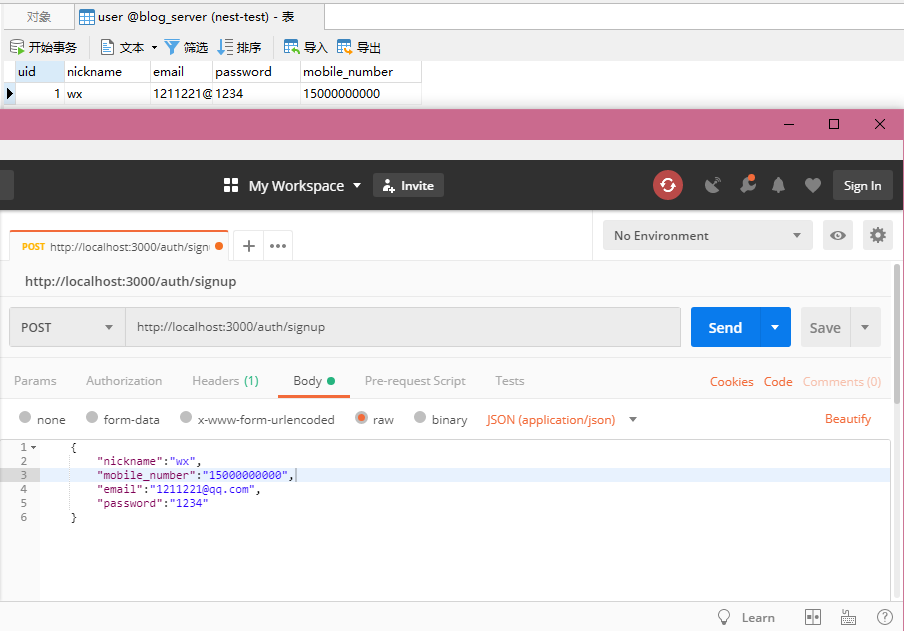 对象 user @blog_server (nest-test) - 表
开始事务 文本 筛选 排序 导入 导出
uid nickname email password mobile_number
1 wx 1211221@ 1234 15000000000
My Workspace Invite Sign In
POST http://localhost:3000/auth/sign No Environment
http://localhost:3000/auth/signup
POST http://localhost:3000/auth/signup Send Save
Params Authorization Headers (1) Body Pre-request Script Tests Cookies Code Comments (0)
none form-data x-www-form-urlencoded raw binary JSON (application/json) Beautify
1 {
2 "nickname":"wx",
3 "mobile_number":"15000000000",
4 "email":"1211221@qq.com",
5 "password":"1234"
6 }
Learn